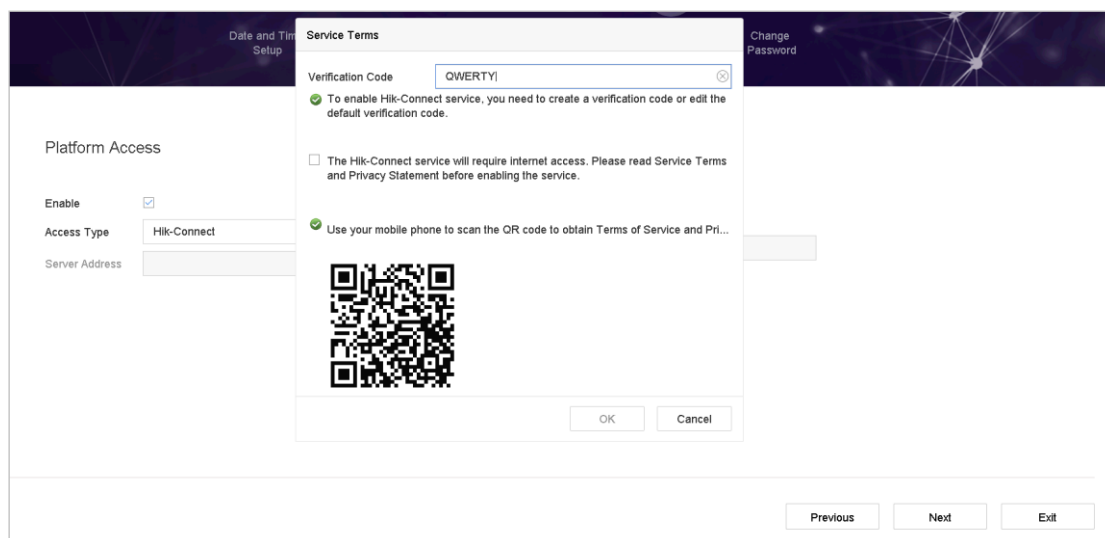 Date and Tim
Setup
Service Terms
Change
Password
Verification Code
QWERTY
To enable Hik-Connect service, you need to create a verification code or edit the
default verification code.
Platform Access
The Hik-Connect service will require internet access. Please read Service Terms
and Privacy Statement before enabling the service.
Enable
Access Type
Hik-Connect
Use your mobile phone to scan the QR code to obtain Terms of Service and Pri...
Server Address
OK
Cancel
Previous
Next
Exit